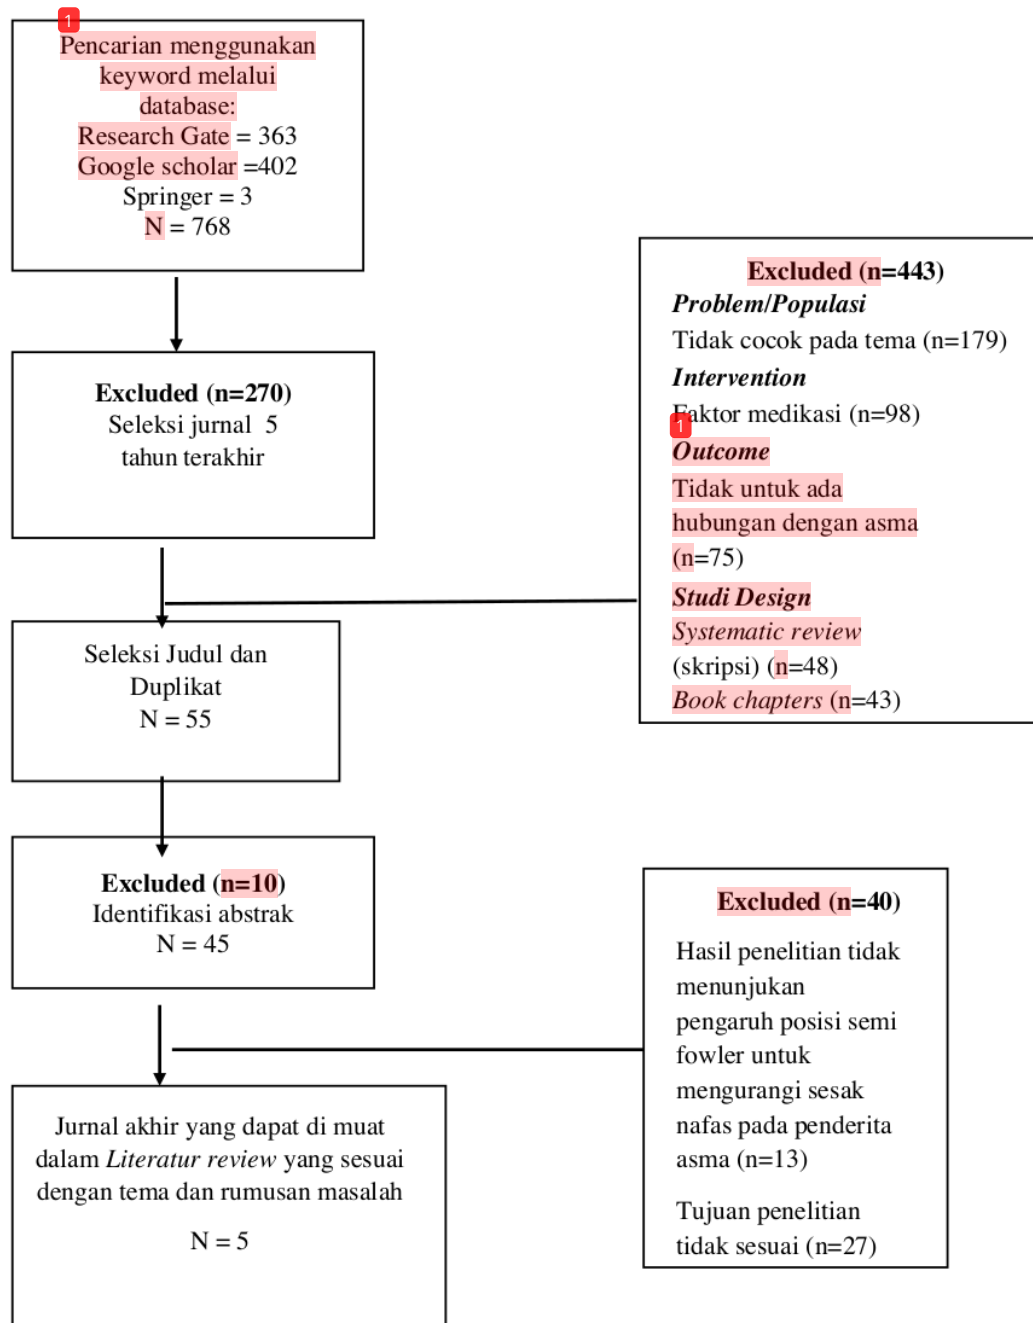 1
Pencarian menggunakan
keyword melalui
database:
Research Gate = 363
Google scholar =402
Springer = 3
N = 768
Excluded (n=270)
Seleksi jurnal 5
tahun terakhir
Excluded (n=443)
Problem/Populasi
Tidak cocok pada tema (n=179)
Intervention
Faktor medikasi (n=98)
1
Outcome
Tidak untuk ada
hubungan dengan asma
(n=75)
Studi Design
Systematic review
(skripsi) (n=48)
Book chapters (n=43)
Seleksi Judul dan
Duplikat
N = 55
Excluded (n=10)
Identifikasi abstrak
N = 45
Excluded (n=40)
Hasil penelitian tidak
menunjukan
pengaruh posisi semi
fowler untuk
mengurangi sesak
nafas pada penderita
asma (n=13)
Tujuan penelitian
tidak sesuai (n=27)
Jurnal akhir yang dapat di muat
dalam Literatur review yang sesuai
dengan tema dan rumusan masalah
N = 5